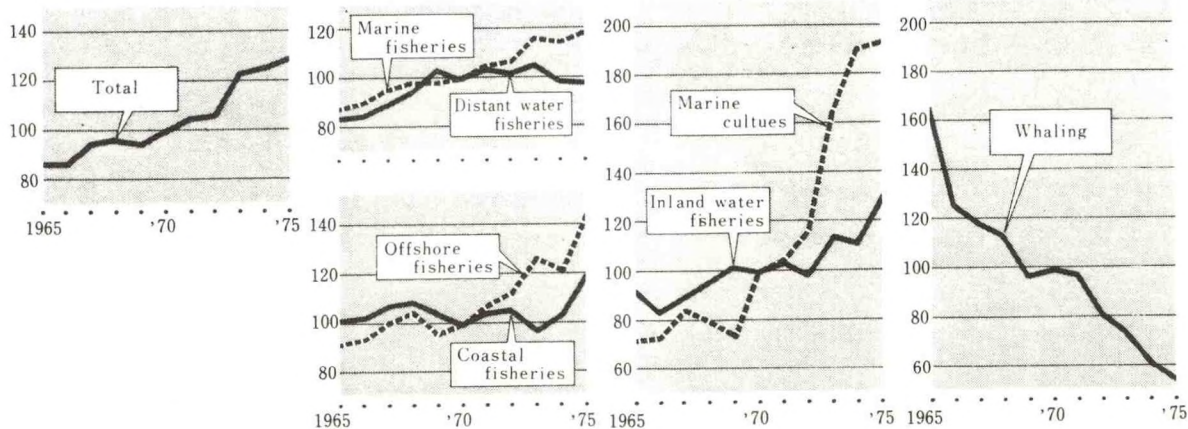 140
120
100
80
Total
1965
'70
'75
120
100
80
Marine
fisheries
Distant water
fisheries
140
120
100
80
Offshore
fisheries
Coastal
fisheries
1965
'70
'75
200
180
160
140
120
100
80
60
Marine
cultues
Inland water
fisheries
1965
'70
'75
200
180
160
140
120
100
80
60
Whaling
1965
'70
'75